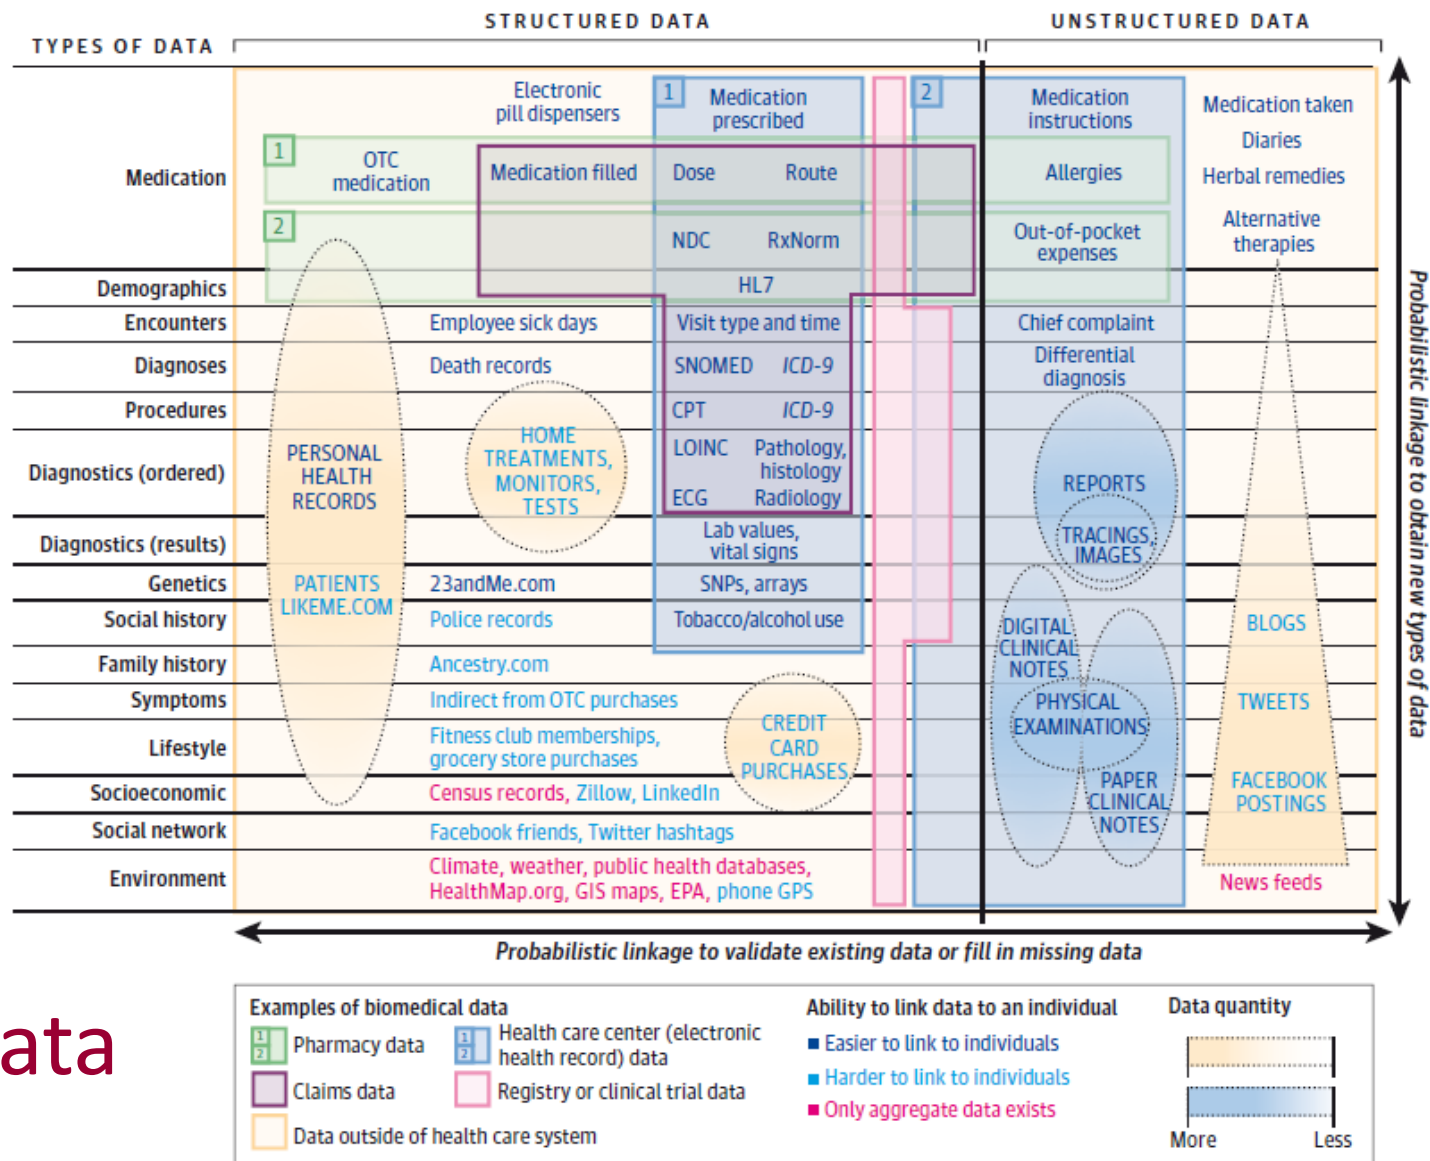 STRUCTURED DATA
UNSTRUCTURED DATA
TYPES OF DATA
Medication
Electronic
pill dispensers
1
Medication
prescribed
2
Medication
instructions
Medication taken
Diaries
Herbal remedies
Alternative
therapies
1
OTC
medication
Medication filled
Dose
Route
Allergies
2
NDC
RxNorm
Out-of-pocket
expenses
Demographics
HL7
Encounters
Employee sick days
Visit type and time
Chief complaint
Diagnoses
Death records
SNOMED
ICD-9
Differential
diagnosis
Procedures
CPT
ICD-9
Diagnostics (ordered)
PERSONAL
HEALTH
RECORDS
HOME
TREATMENTS,
MONITORS,
TESTS
LOINC
Pathology,
histology
ECG
Radiology
REPORTS
Diagnostics (results)
Lab values,
vital signs
TRACINGS,
IMAGES
Genetics
PATIENTS
LIKEME.COM
23andMe.com
SNPs, arrays
Social history
Police records
Tobacco/alcohol use
DIGITAL
CLINICAL
NOTES
BLOGS
Family history
Ancestry.com
Symptoms
Indirect from OTC purchases
PHYSICAL
EXAMINATIONS
TWEETS
Lifestyle
Fitness club memberships,
grocery store purchases
CREDIT
CARD
PURCHASES
Socioeconomic
Census records, Zillow, LinkedIn
PAPER
CLINICAL
NOTES
FACEBOOK
POSTINGS
Social network
Facebook friends, Twitter hashtags
Environment
Climate, weather, public health databases,
HealthMap.org, GIS maps, EPA, phone GPS
News feeds
Probabilistic linkage to obtain new types of data
Probabilistic linkage to validate existing data or fill in missing data
ata
Examples of biomedical data
1
2
Pharmacy data
1
2
Health care center (electronic
health record) data
Claims data
Registry or clinical trial data
Data outside of health care system
Ability to link data to an individual
Easier to link to individuals
Harder to link to individuals
Only aggregate data exists
Data quantity
More
Less